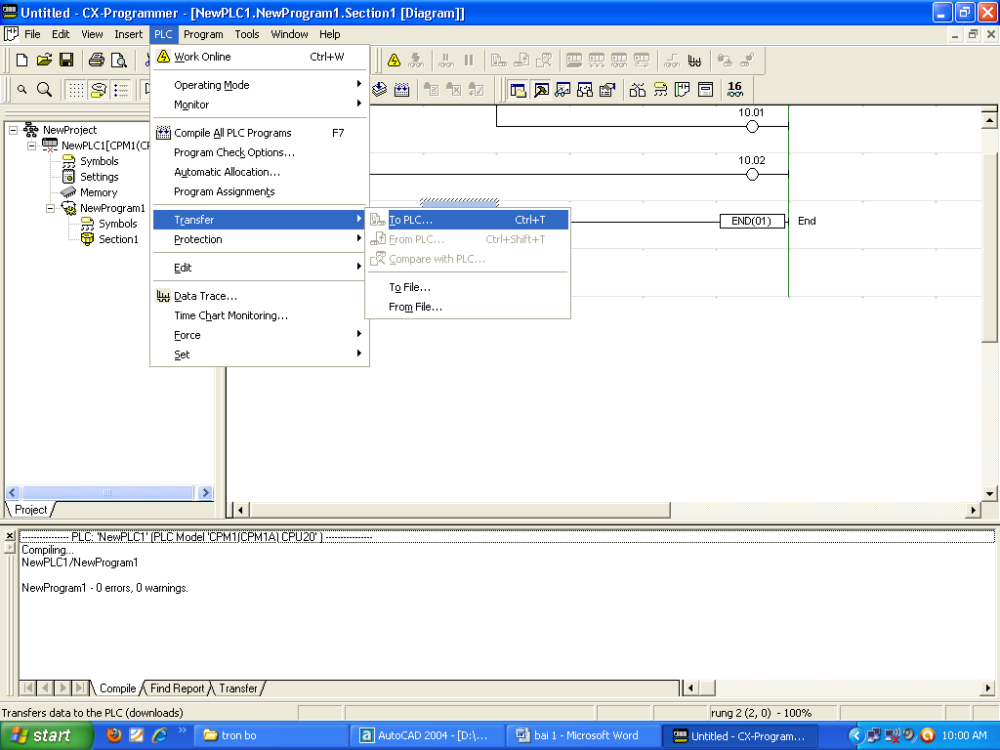 Untitled - CX-Programmer - [NewPLC1.NewProgram1.Section1 [Diagram]]
File Edit View Insert PLC Program Tools Window Help
Work Online Ctrl+W
Operating Mode
Monitor
Compile All PLC Programs F7
Program Check Options...
Automatic Allocation...
Program Assignments
Transfer
Protection
Edit
Data Trace...
Time Chart Monitoring...
Force
Set
To PLC... Ctrl+T
From PLC... Ctrl+Shift+T
Compare with PLC...
To File...
From File...
16
NewProject
NewPLC1[CPM1(CF
Symbols
Settings
Memory
NewProgram1
Symbols
Section1
Project
10.01
10.02
END(01) End
---------------- PLC: 'NewPLC1' (PLC Model 'CPM1(CPM1A) CPU20' ) ----------------
Compiling...
NewPLC1/NewProgram1
NewProgram1 - 0 errors, 0 warnings.
Compile Find Report Transfer
Transfers data to the PLC (downloads) rung 2 (2, 0) - 100%
start tron bo AutoCAD 2004 - [D:\... bai 1 - Microsoft Word Untitled - CX-Program... 10:00 AM